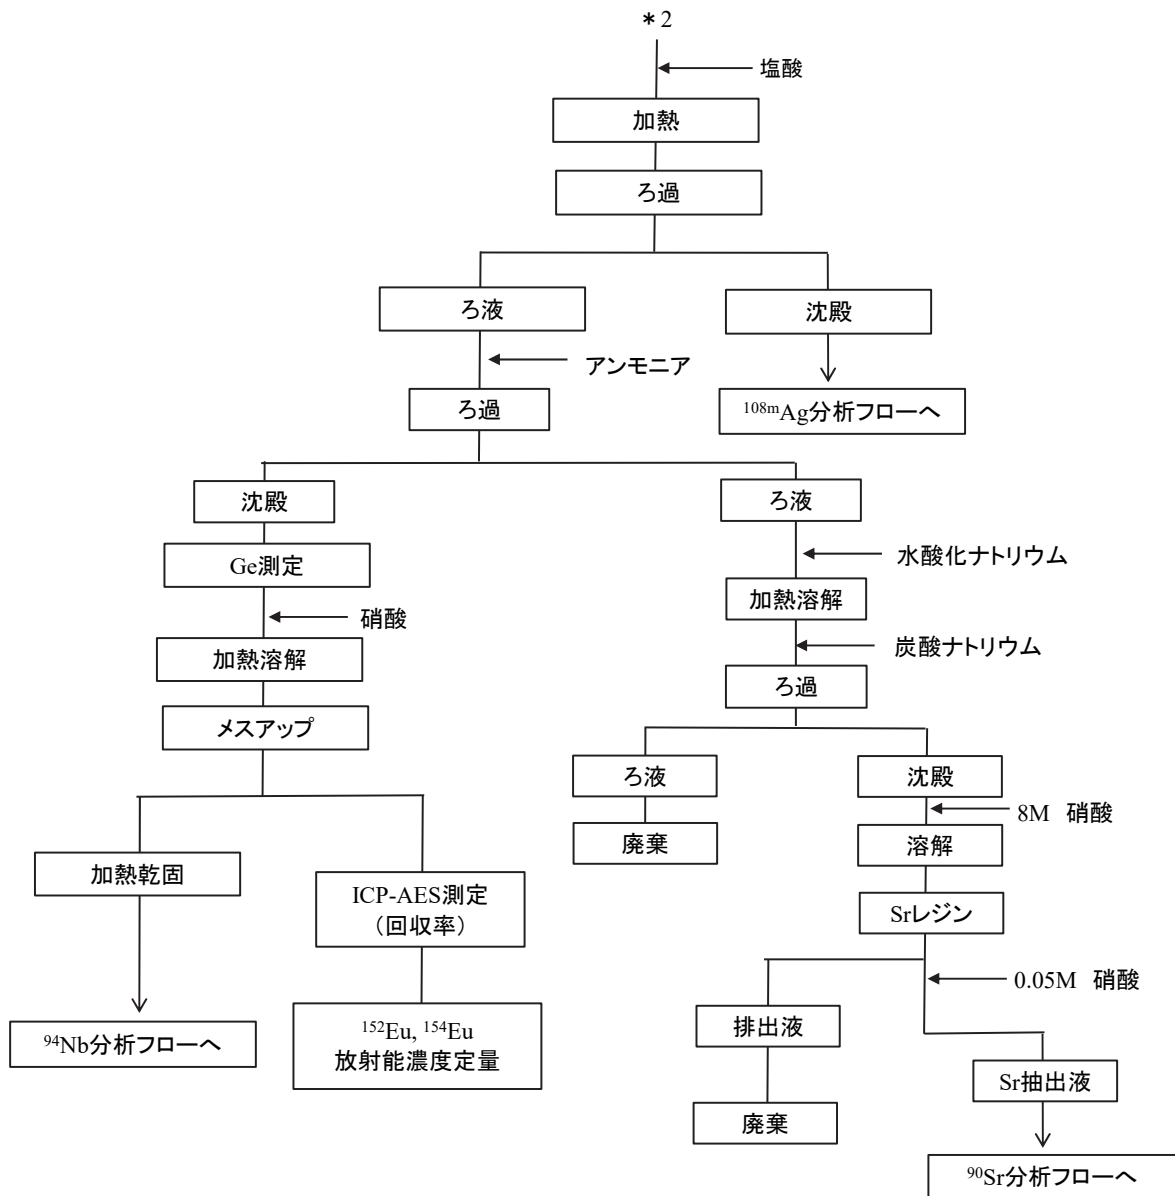 *2
塩酸
加熱
ろ過
ろ液
沈殿
アンモニア
ろ過
108mAg分析フローへ
沈殿
ろ液
Ge測定
水酸化ナトリウム
硝酸
加熱溶解
加熱溶解
炭酸ナトリウム
ろ過
メスアップ
ろ液
沈殿
8M 硝酸
廃棄
溶解
加熱乾固
ICP-AES測定
（回収率）
Srレジン
0.05M 硝酸
排出液
94Nb分析フローへ
152Eu, 154Eu
放射能濃度定量
Sr抽出液
廃棄
90Sr分析フローへ